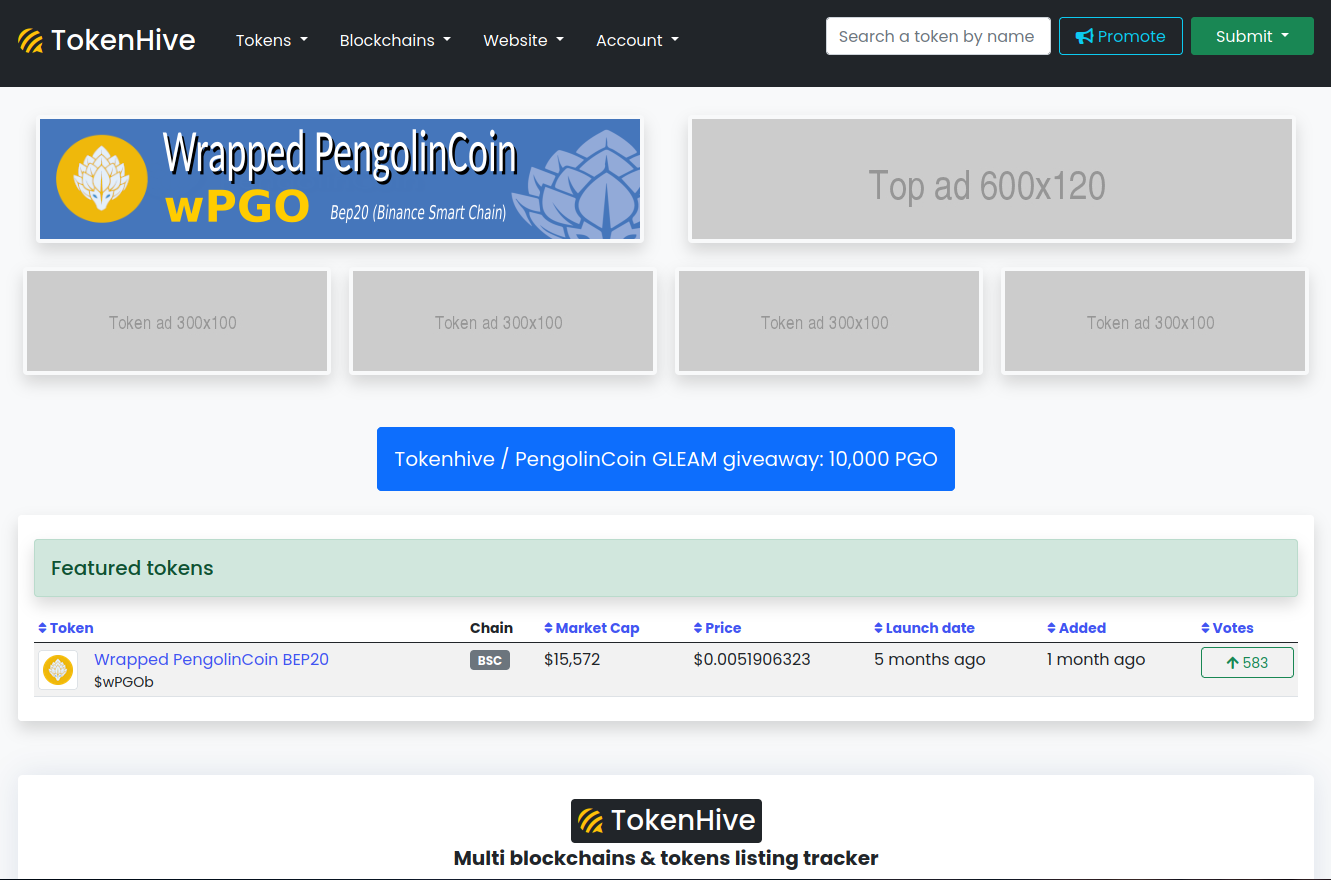 TokenHive
Tokens
Blockchains
Website
Account
Search a token by name
Promote
Submit
Wrapped PengolinCoin
wPGO
Bep20 (Binance Smart Chain)
Top ad 600x120
Token ad 300x100
Token ad 300x100
Token ad 300x100
Token ad 300x100
Tokenhive / PengolinCoin GLEAM giveaway: 10,000 PGO
Featured tokens
Token Chain Market Cap Price Launch date Added Votes
Wrapped PengolinCoin BEP20 BSC $15,572 $0.0051906323 5 months ago 1 month ago 583
$wPGOb
TokenHive
Multi blockchains & tokens listing tracker